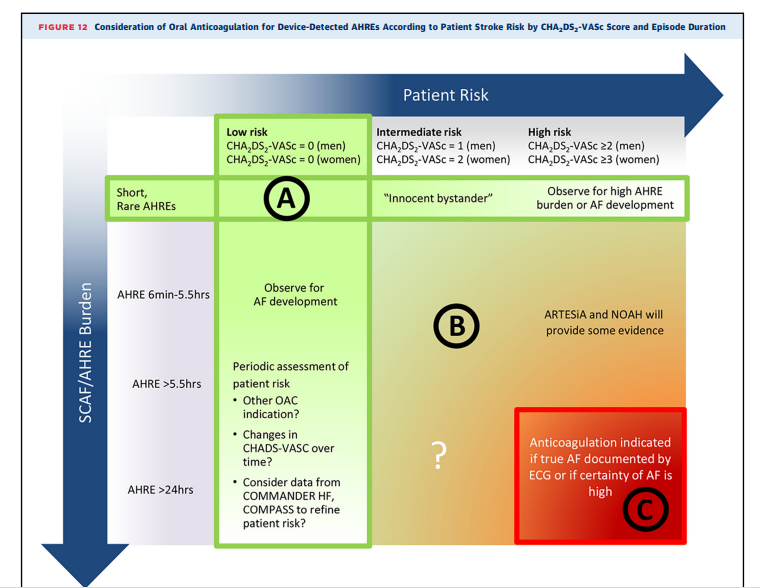 FIGURE 12 Consideration of Oral Anticoagulation for Device-Detected AHREs According to Patient Stroke Risk by CHA₂DS₂-VASc Score and Episode Duration
Patient Risk
Low risk
CHA₂DS₂-VASc = 0 (men)
CHA₂DS₂-VASc = 0 (women)
Intermediate risk
CHA₂DS₂-VASc = 1 (men)
CHA₂DS₂-VASc = 2 (women)
High risk
CHA₂DS₂-VASc ≥2 (men)
CHA₂DS₂-VASc ≥3 (women)
SCAF/AHRE Burden
Short,
Rare AHREs
A
"Innocent bystander"
Observe for high AHRE
burden or AF development
AHRE 6min-5.5hrs
Observe for
AF development
B
ARTESiA and NOAH will
provide some evidence
AHRE >5.5hrs
Periodic assessment of
patient risk
• Other OAC
indication?
• Changes in
CHADS-VASC over
time?
• Consider data from
COMMANDER HF,
COMPASS to refine
patient risk?
AHRE >24hrs
?
Anticoagulation indicated
if true AF documented by
ECG or if certainty of AF is
high
C